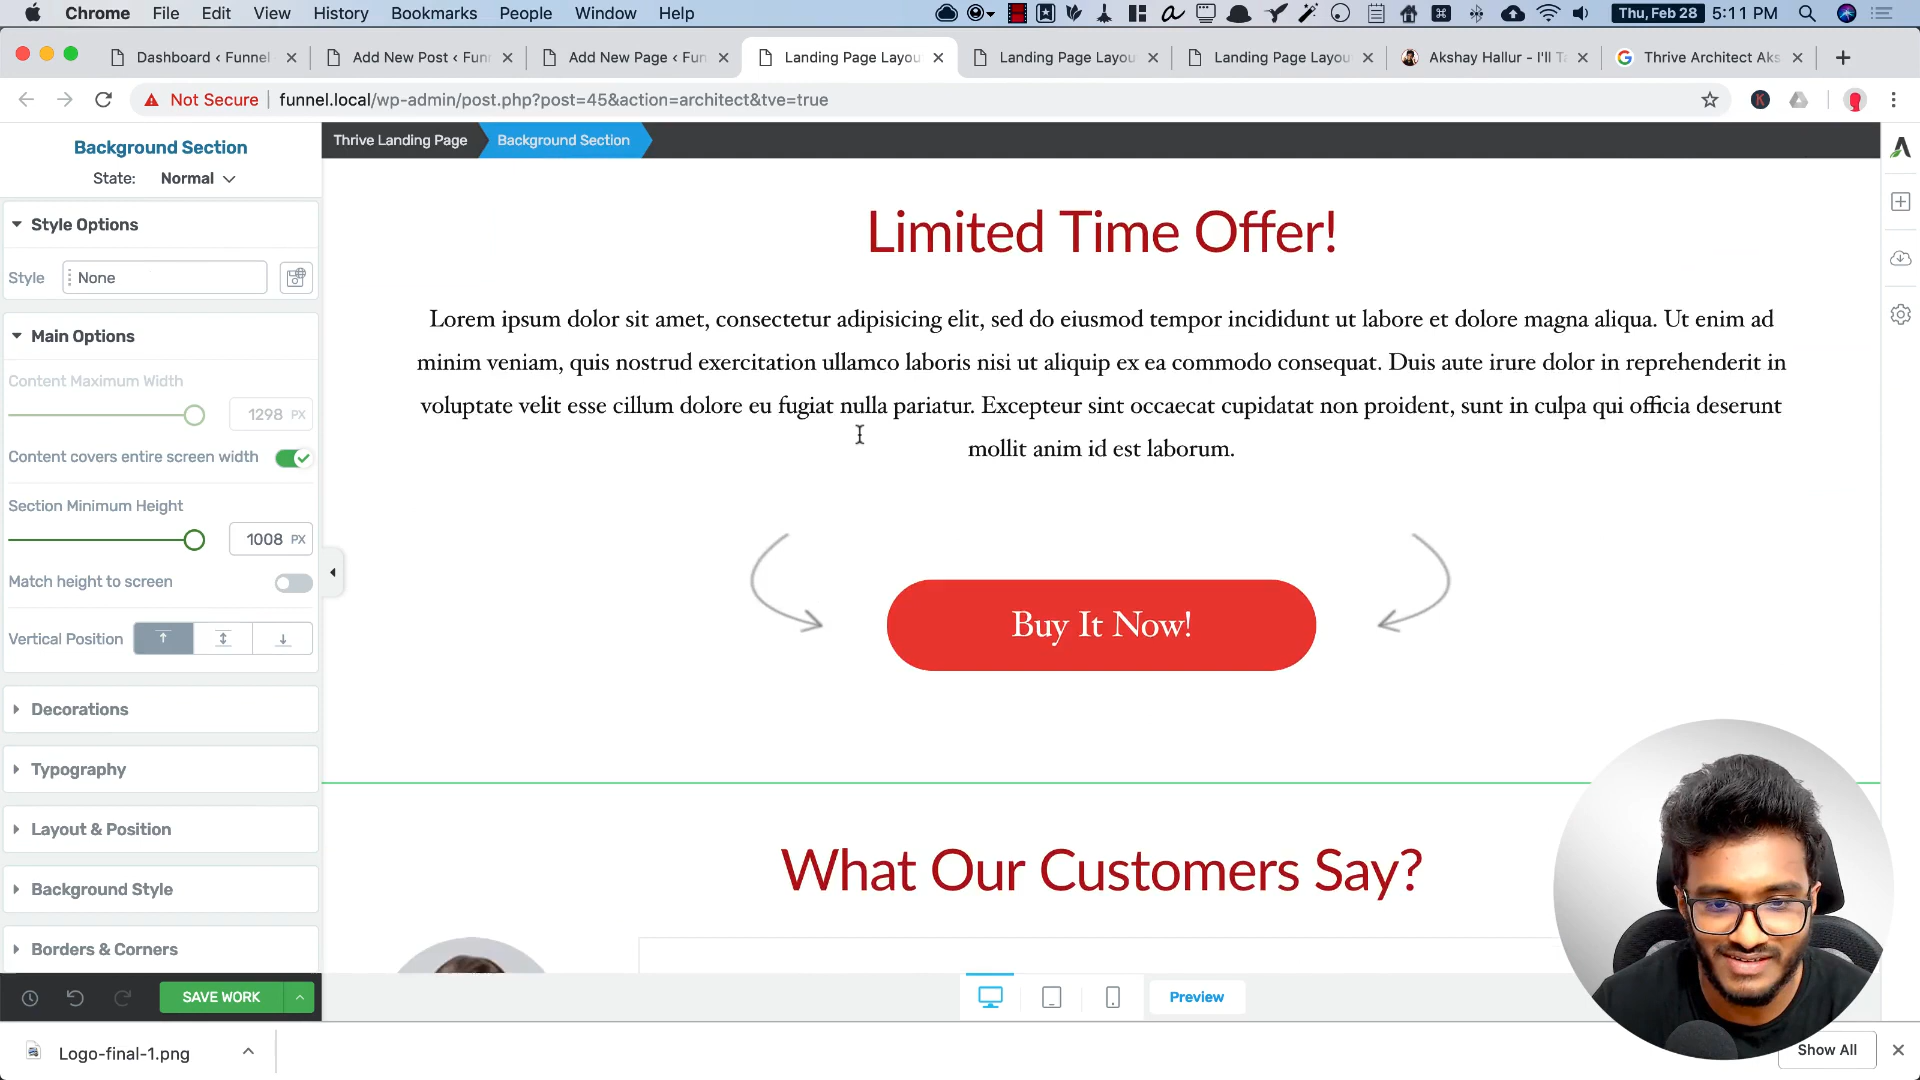 Chrome File Edit View History Bookmarks People Window Help Thu, Feb 28 5:11 PM
Dashboard ‹ Funnel Add New Post ‹ Funn Add New Page ‹ Fun Landing Page Layou Landing Page Layou Landing Page Layou Akshay Hallur - I'll Ta Thrive Architect Aks
Not Secure funnel.local/wp-admin/post.php?post=45&action=architect&tve=true
Background Section
State: Normal
Style Options
Style None
Main Options
Content Maximum Width
1298 PX
Content covers entire screen width
Section Minimum Height
1008 PX
Match height to screen
Vertical Position
Decorations
Typography
Layout & Position
Background Style
Borders & Corners
SAVE WORK
Thrive Landing Page Background Section
Limited Time Offer!
Lorem ipsum dolor sit amet, consectetur adipisicing elit, sed do eiusmod tempor incididunt ut labore et dolore magna aliqua. Ut enim ad
minim veniam, quis nostrud exercitation ullamco laboris nisi ut aliquip ex ea commodo consequat. Duis aute irure dolor in reprehenderit in
voluptate velit esse cillum dolore eu fugiat nulla pariatur. Excepteur sint occaecat cupidatat non proident, sunt in culpa qui officia deserunt
mollit anim id est laborum.
Buy It Now!
What Our Customers Say?
Preview
Logo-final-1.png
Show All